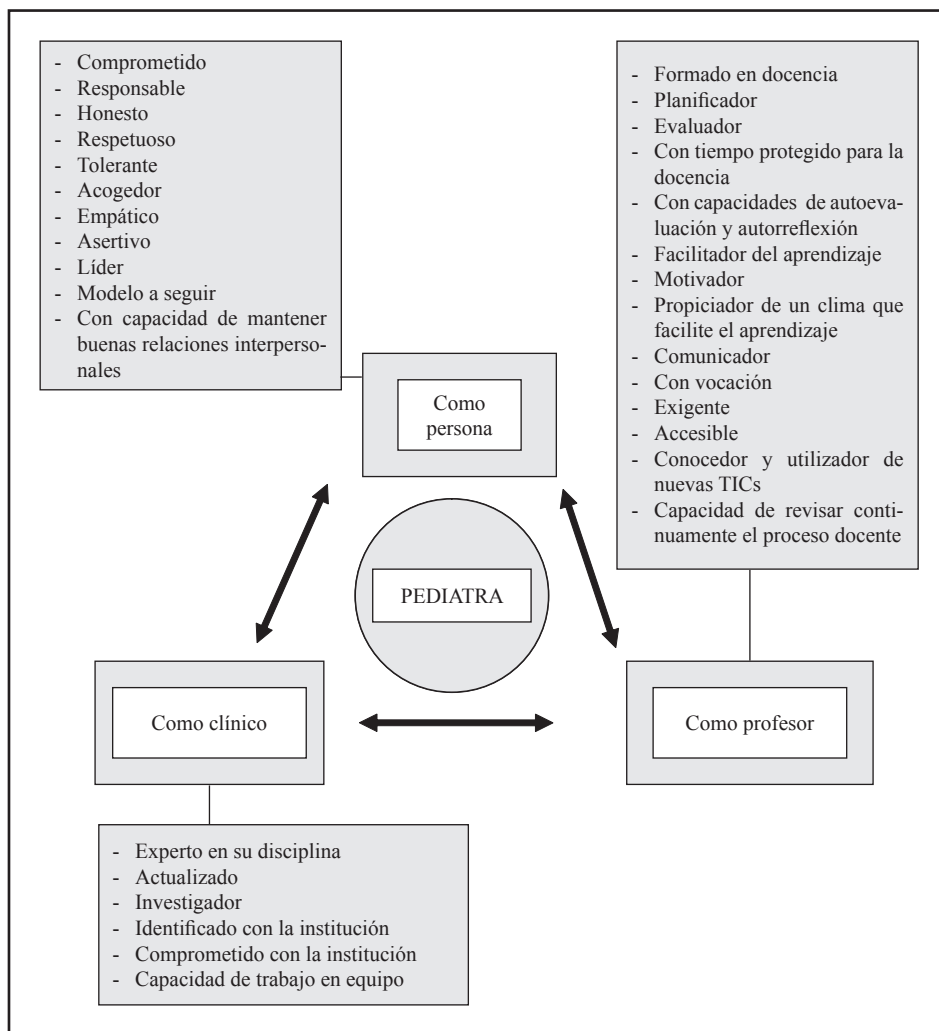 - Comprometido
- Responsable
- Honesto
- Respetuoso
- Tolerante
- Acogedor
- Empático
- Asertivo
- Líder
- Modelo a seguir
- Con capacidad de mantener
buenas relaciones interperso-
nales
- Formado en docencia
- Planificador
- Evaluador
- Con tiempo protegido para la
docencia
- Con capacidades de autoeva-
luación y autorreflexión
- Facilitador del aprendizaje
- Motivador
- Propiciador de un clima que
facilite el aprendizaje
- Comunicador
- Con vocación
- Exigente
- Accesible
- Conocedor y utilizador de
nuevas TICs
- Capacidad de revisar conti-
nuamente el proceso docente
Como
persona
PEDIATRA
Como clínico
Como profesor
- Experto en su disciplina
- Actualizado
- Investigador
- Identificado con la institución
- Comprometido con la institución
- Capacidad de trabajo en equipo